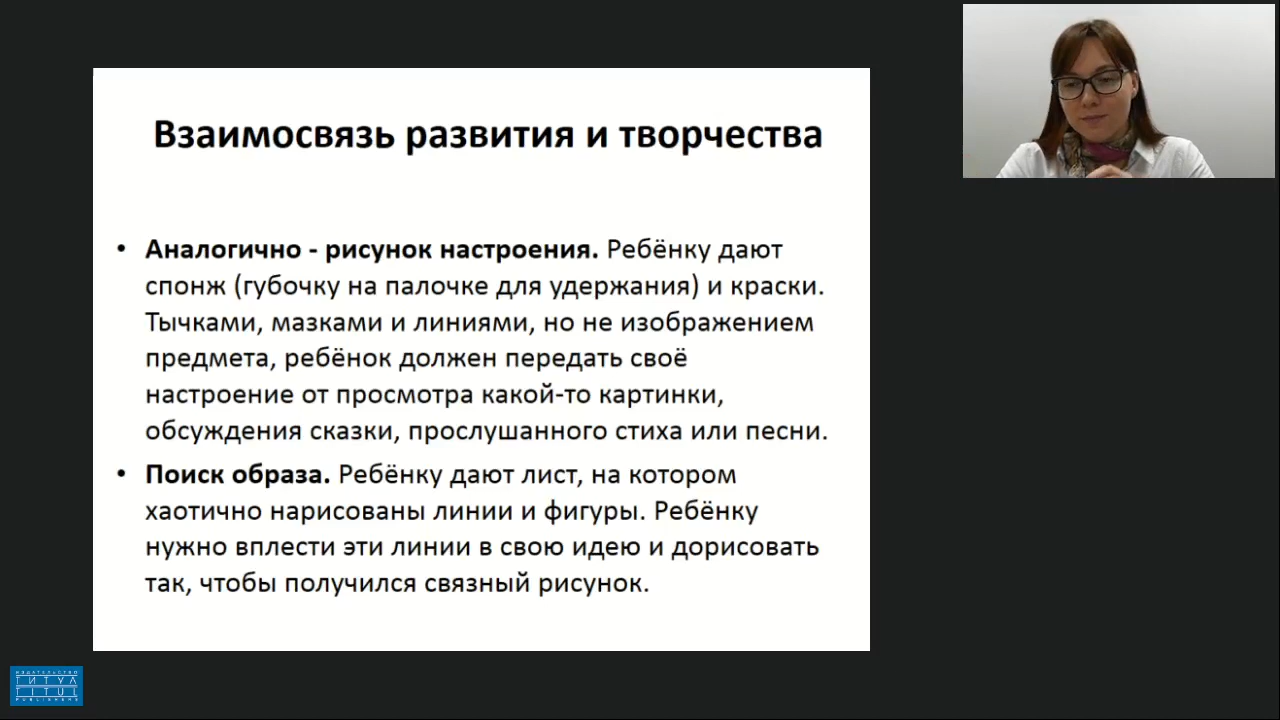 Взаимосвязь развития и творчества
• Аналогично - рисунок настроения. Ребёнку дают
спонж (губочку на палочке для удержания) и краски.
Тычками, мазками и линиями, но не изображением
предмета, ребёнок должен передать своё
настроение от просмотра какой-то картинки,
обсуждения сказки, прослушанного стиха или песни.
• Поиск образа. Ребёнку дают лист, на котором
хаотично нарисованы линии и фигуры. Ребёнку
нужно вплести эти линии в свою идею и дорисовать
так, чтобы получился связный рисунок.
ИЗДАТЕЛЬСТВО
ТИТУЛ
TITUL
PUBLISHERS